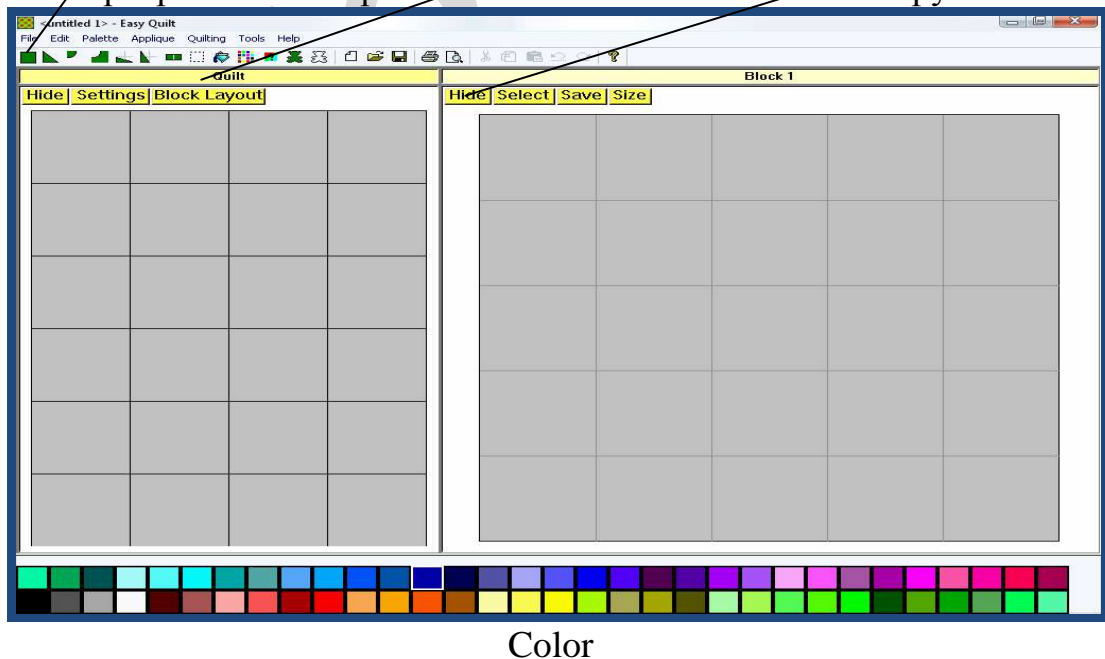 <untitled 1> - Easy Quilt
File Edit Palette Applique Quilting Tools Help
Quilt
Block 1
Hide Settings Block Layout
Hide Select Save Size
Color